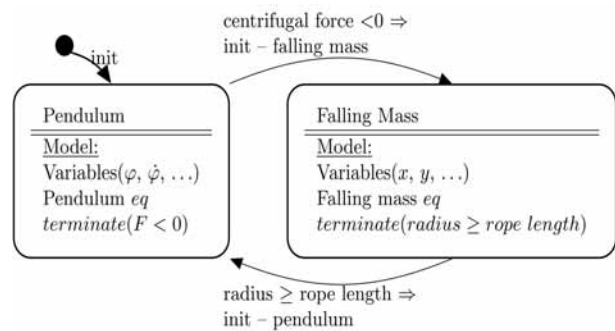 centrifugal force <0 ⇒
init – falling mass
init
Pendulum
Model:
Variables(φ, φ̇, …)
Pendulum eq
terminate(F < 0)
Falling Mass
Model:
Variables(x, y, …)
Falling mass eq
terminate(radius ≥ rope length)
radius ≥ rope length ⇒
init – pendulum